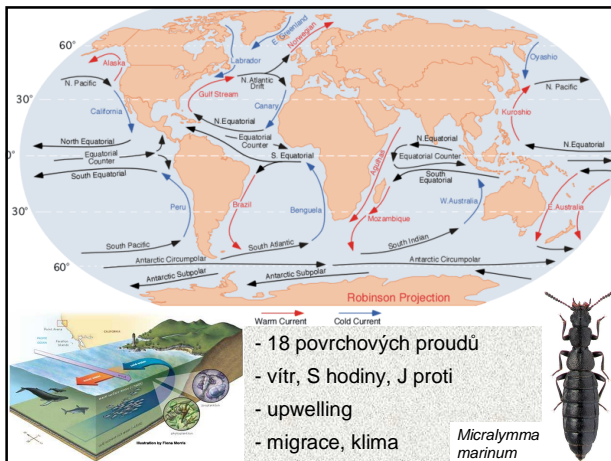 60°
Alaska
N. Pacific
Labrador
E. Greenland
Norwegian
Oyashio
N. Atlantic
Drift
N. Pacific
30°
California
Gulf Stream
Canary
Kuroshio
North Equatorial
N.Equatorial
N.Equatorial
N.Equatorial
Equatorial
Counter
Equatorial
Counter
Equatorial Counter
0°
S. Equatorial
South Equatorial
South
Equatorial
Agulhas
Peru
Brazil
Benguela
Mozambique
W.Australia
E.Australia
30°
South Pacific
South Atlantic
South Indian
Antarctic Circumpolar
Antarctic Circumpolar
60°
Antarctic Subpolar
Antarctic Subpolar
Robinson Projection
Warm Current
Cold Current
- 18 povrchových proudů
- vítr, S hodiny, J proti
- upwelling
- migrace, klima
Micralymma
marinum
Illustration by Fiona Morris